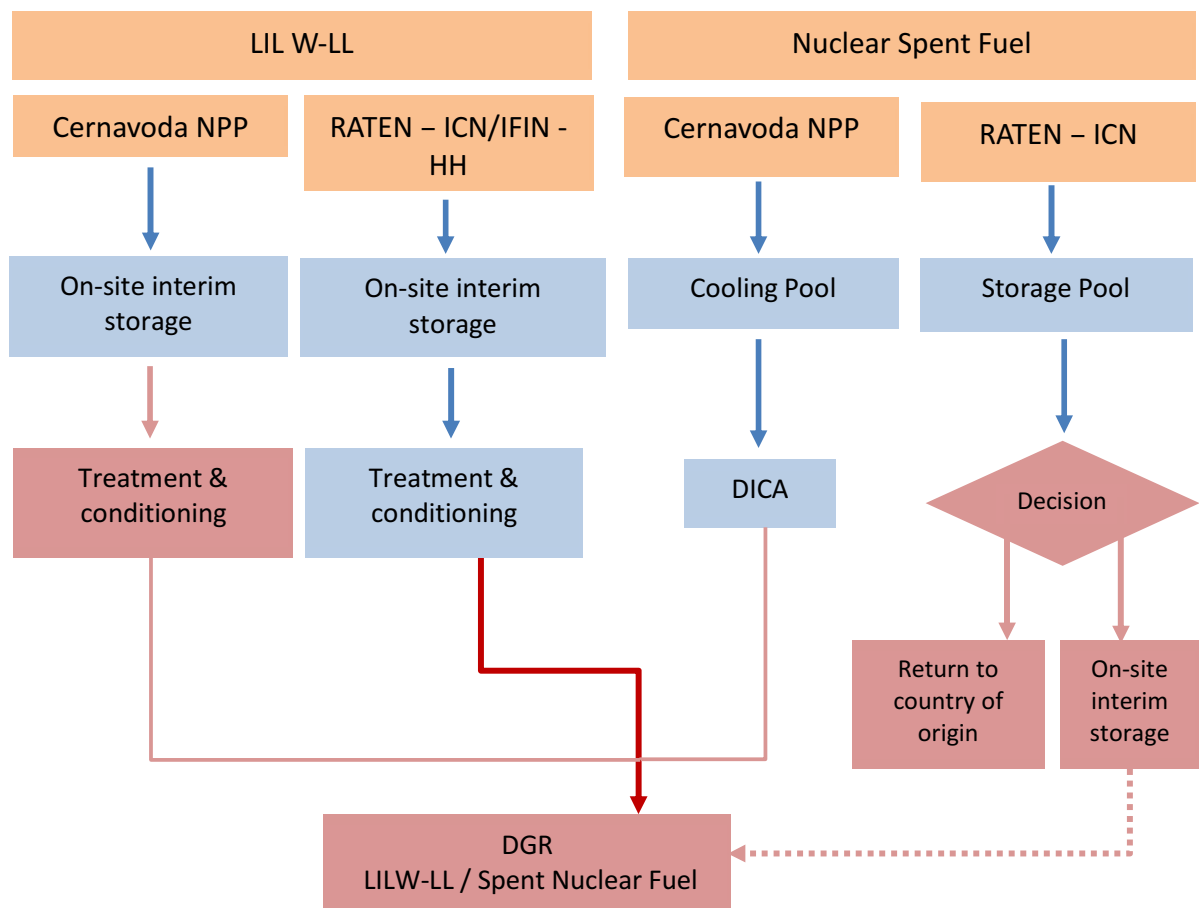 LIL W-LL
Nuclear Spent Fuel
Cernavoda NPP
RATEN – ICN/IFIN -
HH
Cernavoda NPP
RATEN – ICN
On-site interim
storage
On-site interim
storage
Cooling Pool
Storage Pool
Treatment &
conditioning
Treatment &
conditioning
DICA
Decision
Return to
country of
origin
On-site
interim
storage
DGR
LILW-LL / Spent Nuclear Fuel